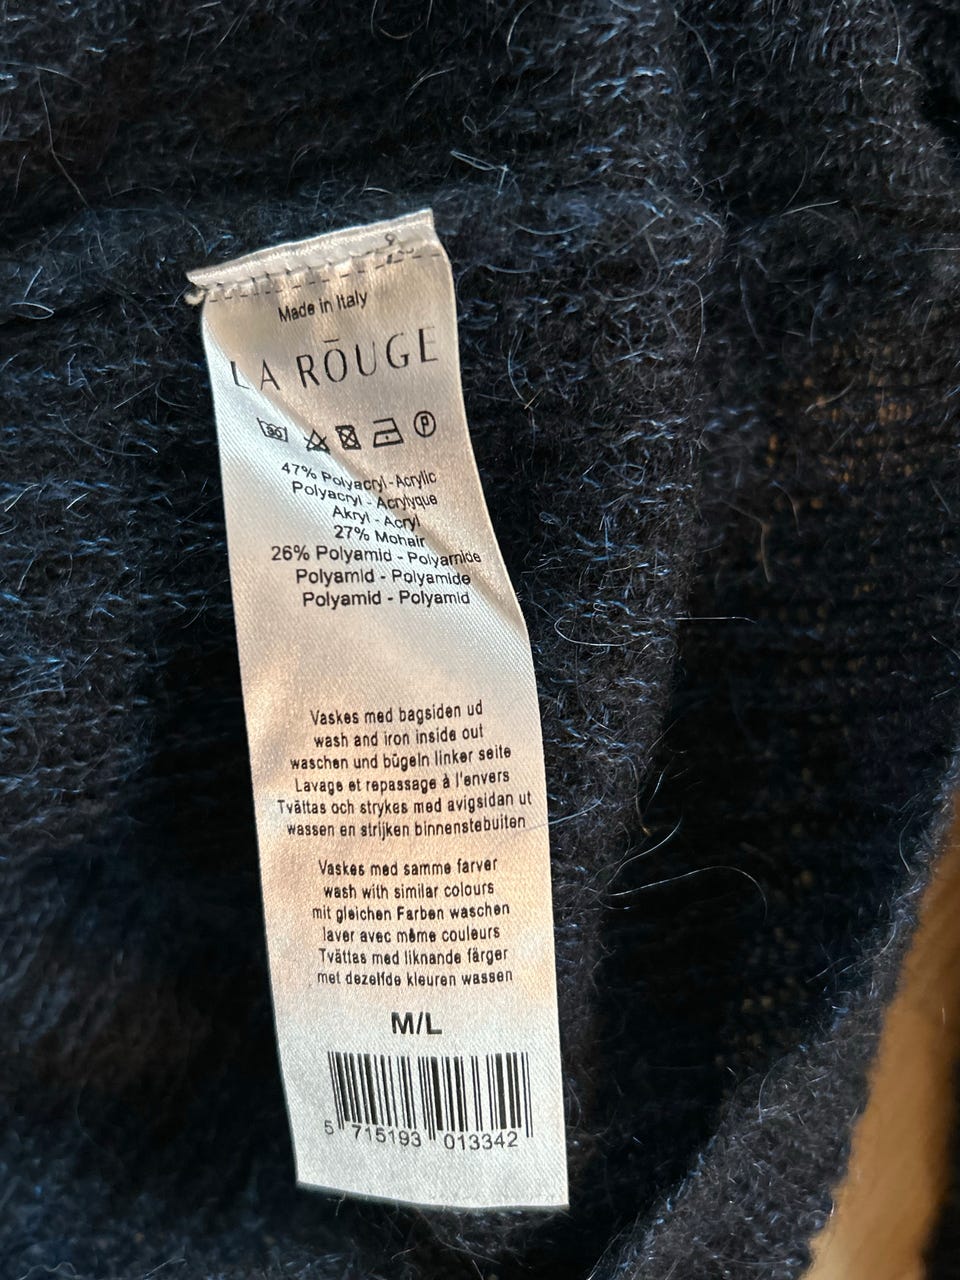 Made in Italy
LA RŌUGE
30
P
47% Polyacryl - Acrylic
Polyacryl - Acrylyque
Akryl - Acryl
27% Mohair
26% Polyamid - Polyamide
Polyamid - Polyamide
Polyamid - Polyamid
Vaskes med bagsiden ud
wash and iron inside out
waschen und bügeln linker seite
Lavage et repassage à l'envers
Tvättas och strykes med avigsidan ut
wassen en strijken binnenstebuiten
Vaskes med samme farver
wash with similar colours
mit gleichen Farben waschen
laver avec même couleurs
Tvättas med liknande färger
met dezelfde kleuren wassen
M/L
5 715193 013342